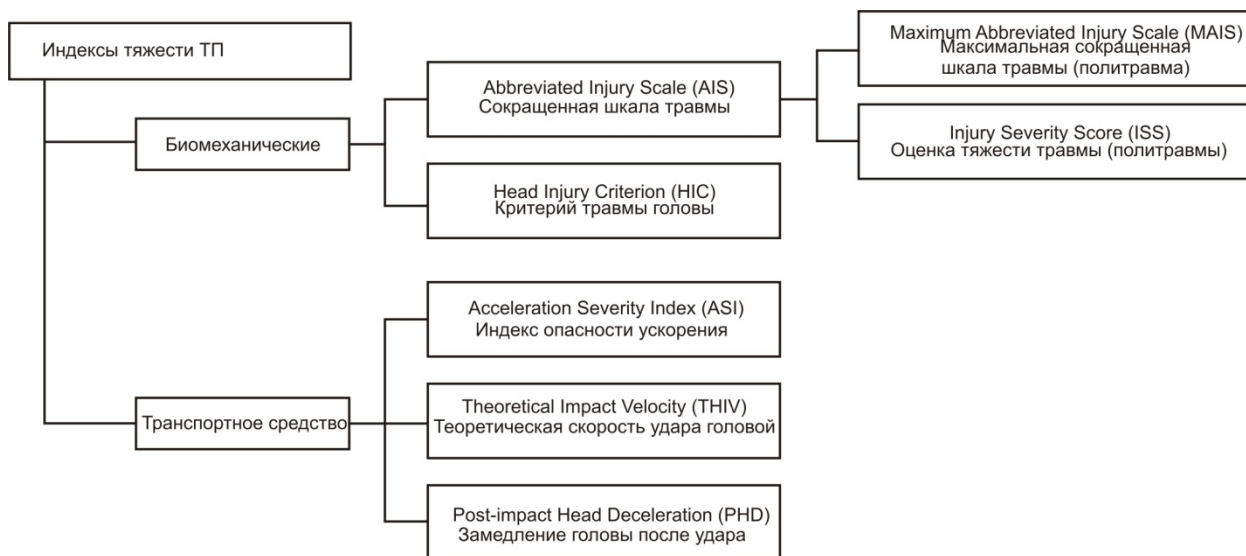 Индексы тяжести ТП
Биомеханические
Abbreviated Injury Scale (AIS)
Сокращенная шкала травмы
Maximum Abbreviated Injury Scale (MAIS)
Максимальная сокращенная
шкала травмы (политравма)
Injury Severity Score (ISS)
Оценка тяжести травмы (политравмы)
Head Injury Criterion (HIC)
Критерий травмы головы
Транспортное средство
Acceleration Severity Index (ASI)
Индекс опасности ускорения
Theoretical Impact Velocity (THIV)
Теоретическая скорость удара головой
Post-impact Head Deceleration (PHD)
Замедление головы после удара